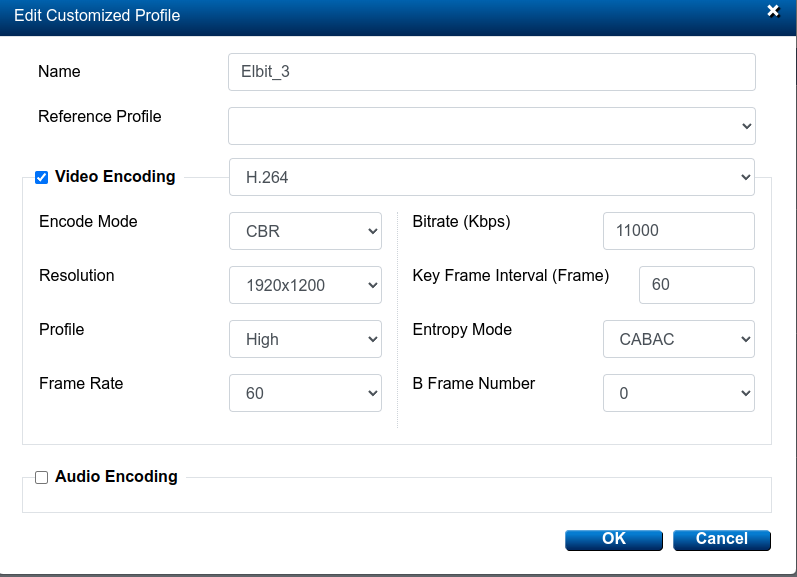 Edit Customized Profile ×
Name Elbit_3
Reference Profile
Video Encoding H.264
Encode Mode CBR Bitrate (Kbps) 11000
Resolution 1920x1200 Key Frame Interval (Frame) 60
Profile High Entropy Mode CABAC
Frame Rate 60 B Frame Number 0
Audio Encoding
OK Cancel